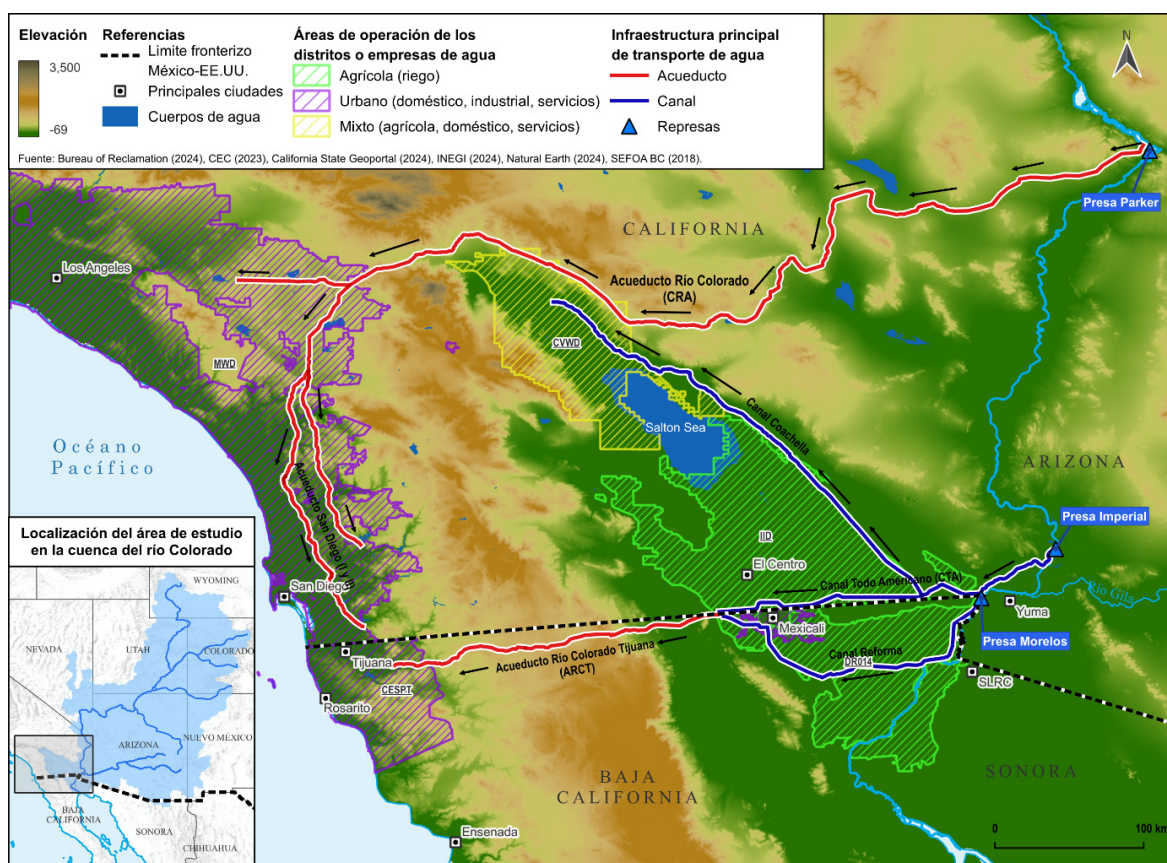 Elevación
3,500
-69
Referencias
Limite fronterizo
México-EE.UU.
Principales ciudades
Cuerpos de agua
Áreas de operación de los
distritos o empresas de agua
Agrícola (riego)
Urbano (doméstico, industrial, servicios)
Mixto (agrícola, doméstico, servicios)
Infraestructura principal
de transporte de agua
Acueducto
Canal
Represas
Fuente: Bureau of Reclamation (2024), CEC (2023), California State Geoportal (2024), INEGI (2024), Natural Earth (2024), SEFOA BC (2018).
N
Presa Parker
CALIFORNIA
Los Angeles
Acueducto Río Colorado
(CRA)
CVWD
MWD
Canal Coachella
Salton Sea
Océano
Pacífico
ARIZONA
Acueducto San Diego (I y II)
Presa Imperial
IID
El Centro
Canal Todo Americano (CTA)
Río Gila
San Diego
Yuma
Mexicali
Presa Morelos
Tijuana
Acueducto Río Colorado Tijuana
(ARCT)
Canal Reforma
DR014
CESPT
SLRC
Rosarito
BAJA
CALIFORNIA
SONORA
Ensenada
0
100 km
Localización del área de estudio
en la cuenca del río Colorado
WYOMING
NEVADA
UTAH
COLORADO
ARIZONA
NUEVO MÉXICO
BAJA
CALIFORNIA
SONORA
CHIHUAHUA